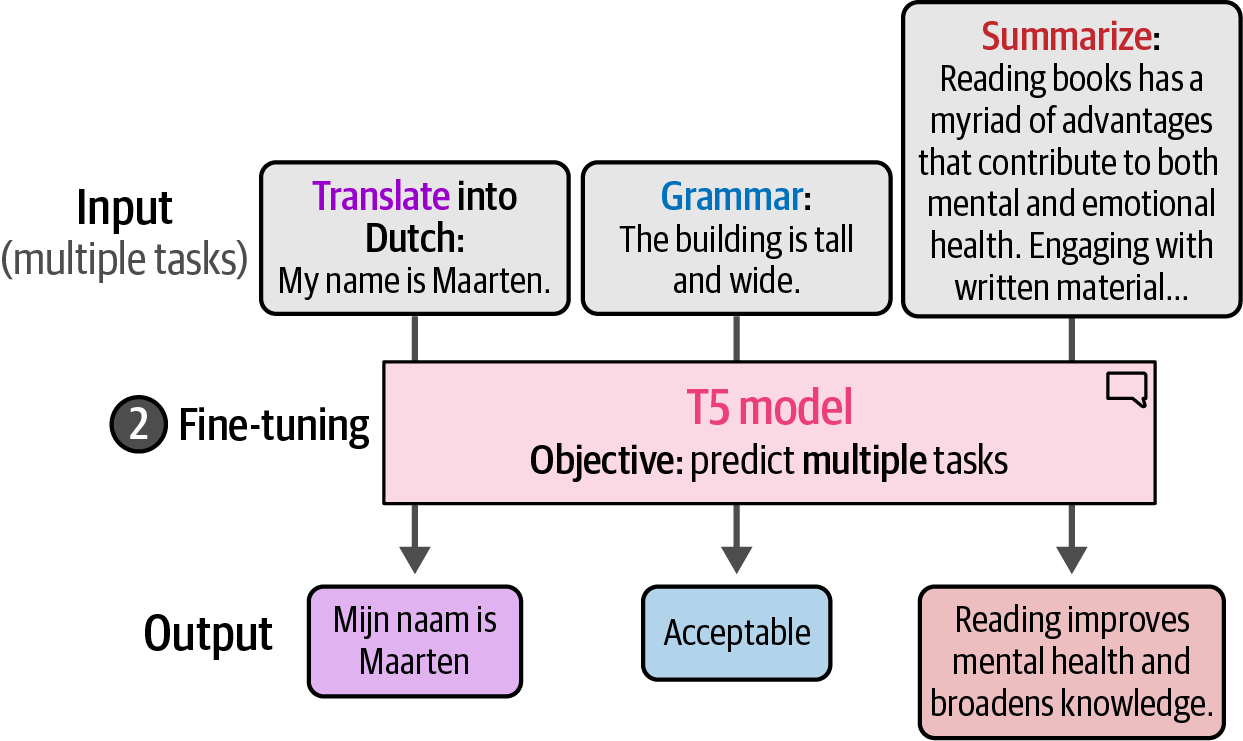 Summarize:
Reading books has a
myriad of advantages
that contribute to both
mental and emotional
health. Engaging with
written material...
Input
(multiple tasks)
Translate into
Dutch:
My name is Maarten.
Grammar:
The building is tall
and wide.
2 Fine-tuning
T5 model
Objective: predict multiple tasks
Output
Mijn naam is
Maarten
Acceptable
Reading improves
mental health and
broadens knowledge.